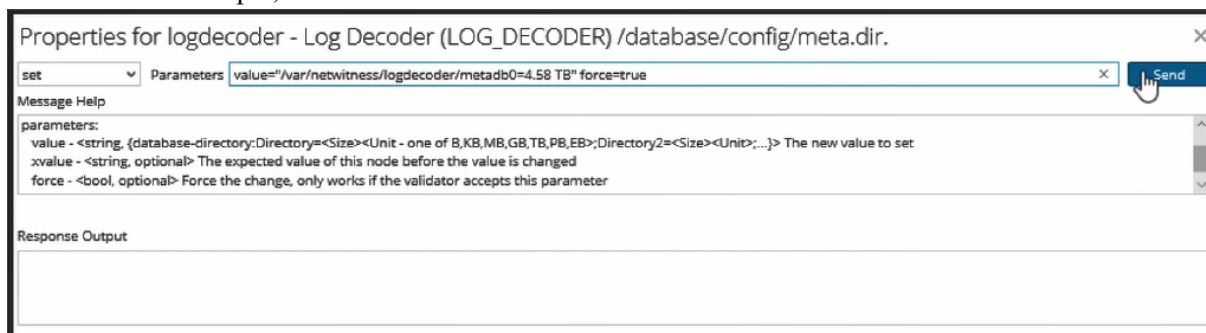 Properties for logdecoder - Log Decoder (LOG_DECODER) /database/config/meta.dir.
set Parameters value="/var/netwitness/logdecoder/metadb0=4.58 TB" force=true Send
Message Help
parameters:
value - <string, {database-directory:Directory=<Size><Unit - one of B,KB,MB,GB,TB,PB,EB>;Directory2=<Size><Unit>;...}> The new value to set
xvalue - <string, optional> The expected value of this node before the value is changed
force - <bool, optional> Force the change, only works if the validator accepts this parameter
Response Output